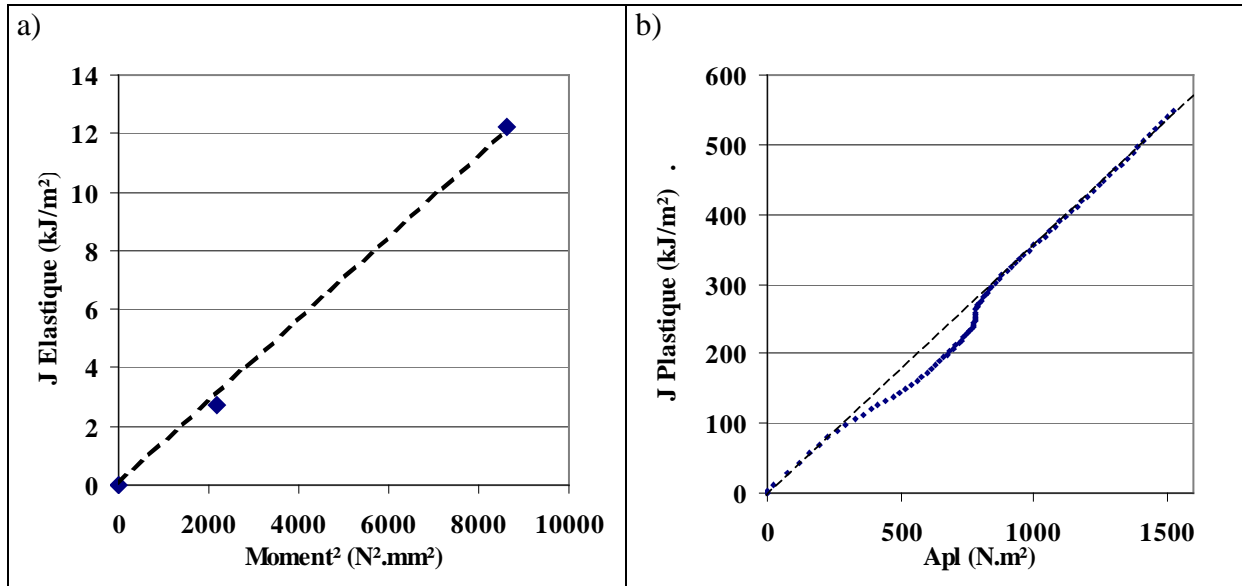 a)
14
12
10
8
6
4
2
0
J Elastique (kJ/m²)
0 2000 4000 6000 8000 10000
Moment² (N².mm²)
b)
600
500
400
300
200
100
0
J Plastique (kJ/m²) .
0 500 1000 1500
Apl (N.m²)